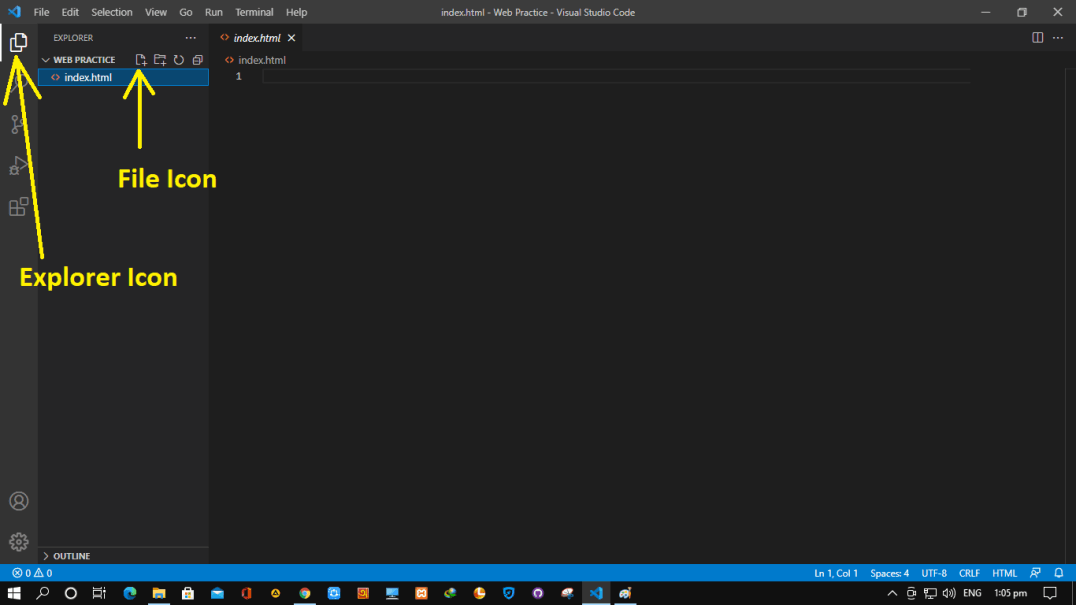 File Edit Selection View Go Run Terminal Help index.html - Web Practice - Visual Studio Code
EXPLORER
index.html
WEB PRACTICE
index.html
index.html
1
File Icon
Explorer Icon
OUTLINE
0 0 Ln 1, Col 1 Spaces: 4 UTF-8 CRLF HTML
ENG 1:05 pm